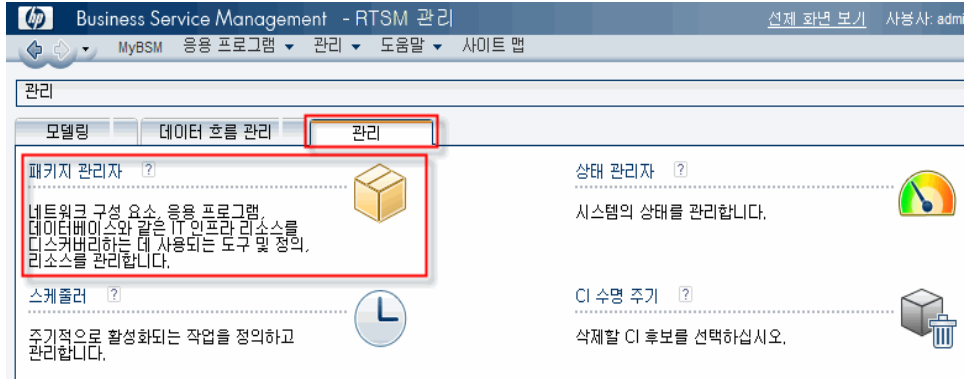 hp Business Service Management - RTSM 관리 선제 화면 보기 사용자: admi
MyBSM 응용 프로그램 관리 도움말 사이트 맵
관리
모델링 데이터 흐름 관리 관리
패키지 관리자 ?
네트워크 구성 요소, 응용 프로그램,
데이터베이스와 같은 IT 인프라 리소스를
디스커버리하는 데 사용되는 도구 및 정의,
리소스를 관리합니다.
상태 관리자 ?
시스템의 상태를 관리합니다.
스케줄러 ?
주기적으로 활성화되는 작업을 정의하고
관리합니다.
CI 수명 주기 ?
삭제할 CI 후보를 선택하십시오.